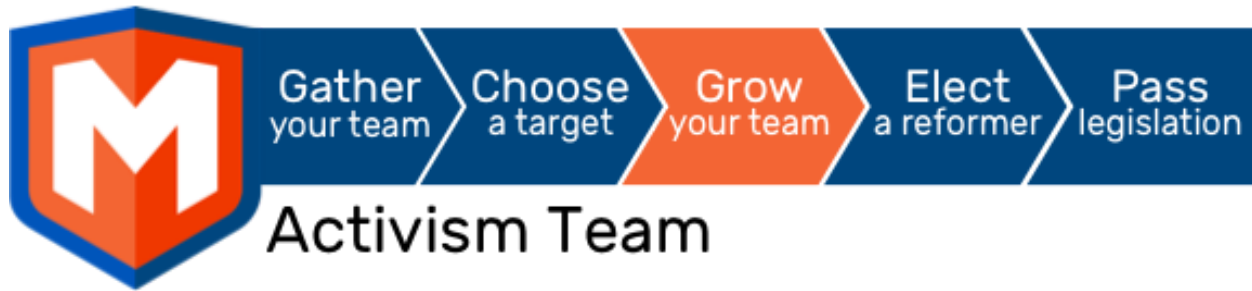 M
Gather
your team
Choose
a target
Grow
your team
Elect
a reformer
Pass
legislation
Activism Team